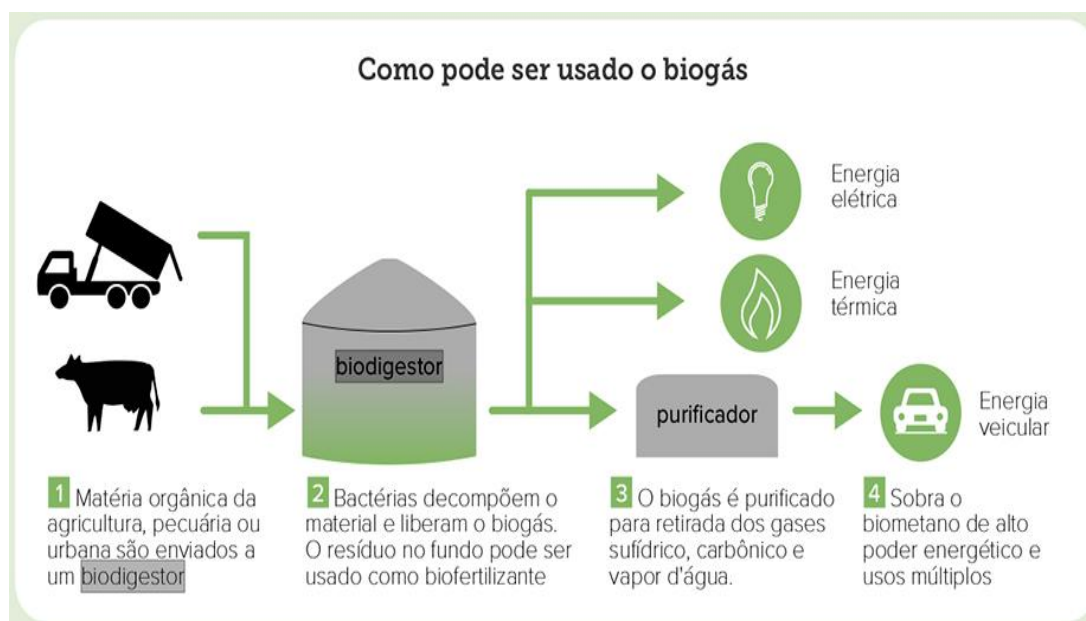 Como pode ser usado o biogás
Energia
elétrica
Energia
térmica
biodigestor
purificador
Energia
veicular
1 Matéria orgânica da
agricultura, pecuária ou
urbana são enviados a
um biodigestor
2 Bactérias decompõem o
material e liberam o biogás.
O resíduo no fundo pode ser
usado como biofertilizante
3 O biogás é purificado
para retirada dos gases
sufídrico, carbônico e
vapor d'água.
4 Sobra o
biometano de alto
poder energético e
usos múltiplos